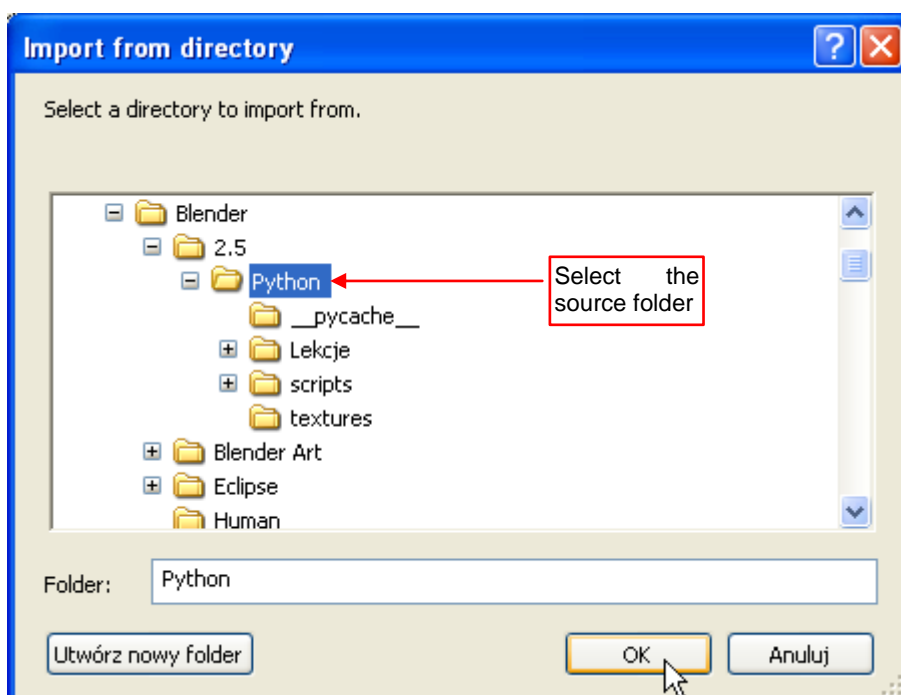 Import from directory
Select a directory to import from.
Blender
2.5
Python
Select the
source folder
__pycache__
Lekcje
scripts
textures
Blender Art
Eclipse
Human
Folder: Python
Utwórz nowy folder OK Anuluj